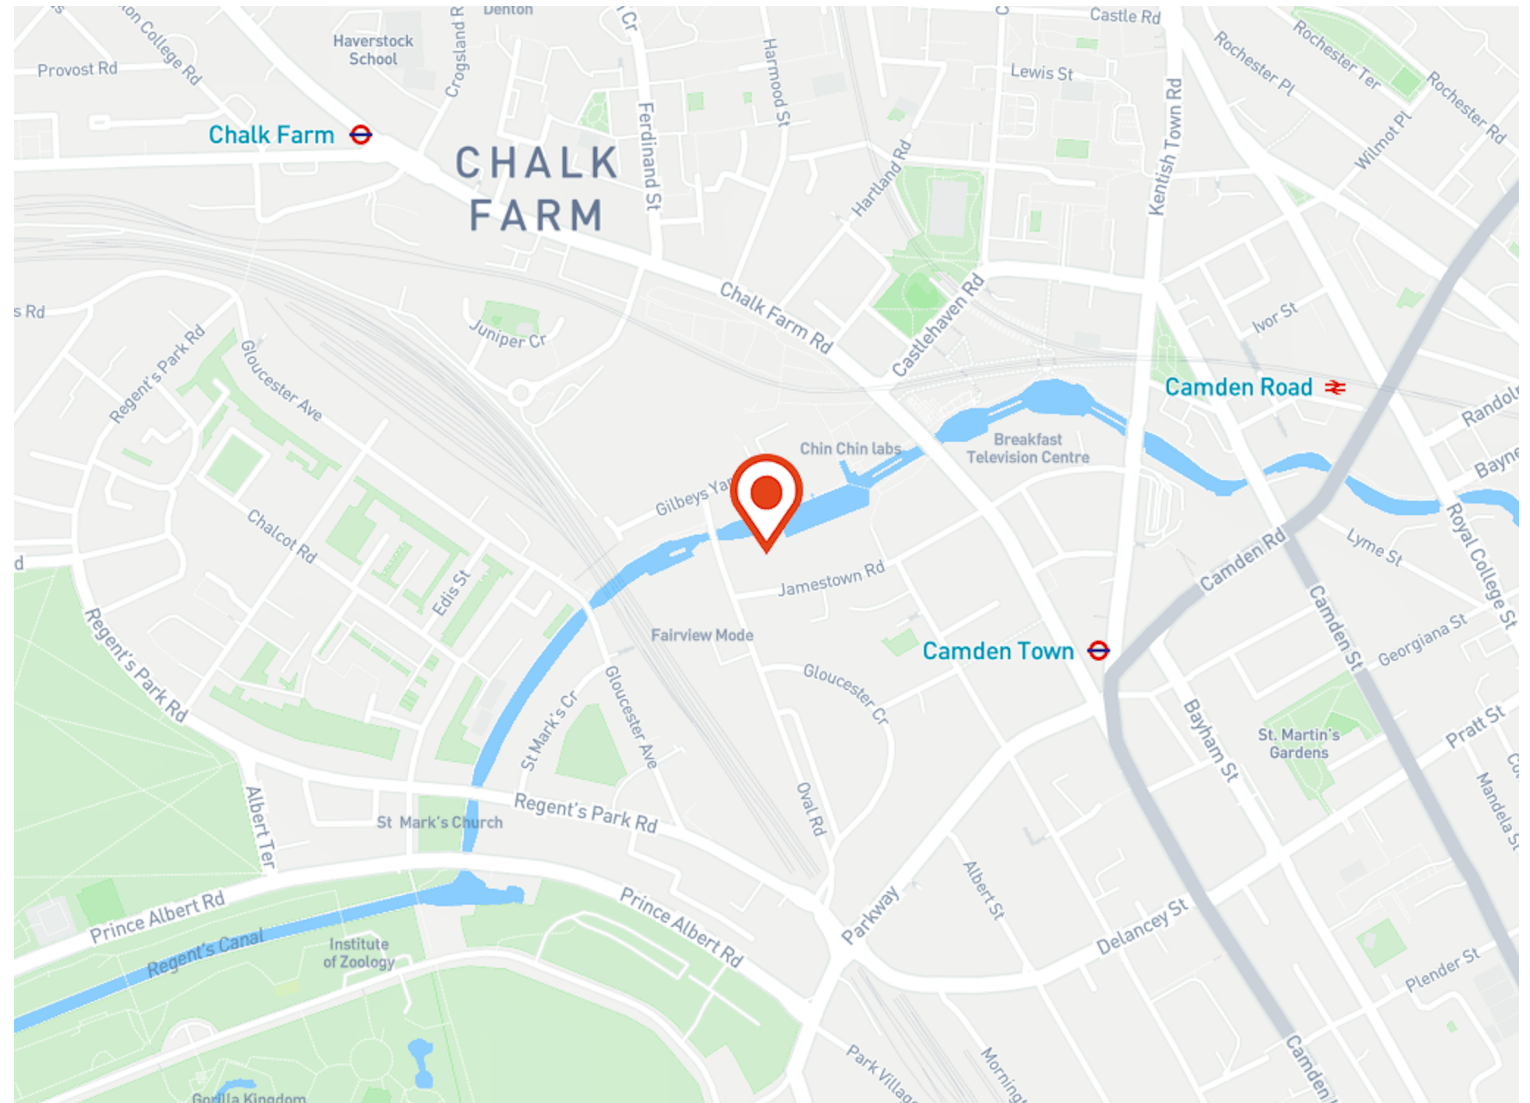 Denton
Castle Rd
Haverstock
School
Provost Rd
Crogsland R
Harmood St
Lewis St
Rochester Pl
Rochester Ter
Rochester Rd
Kentish Town Rd
Wilmot Pl
Chalk Farm
Ferdinand St
CHALK
FARM
Hartland Rd
Chalk Farm Rd
Castlehaven Rd
Ivor St
s Rd
Juniper Cr
Regent's Park Rd
Gloucester Ave
Camden Road
Breakfast
Television Centre
Chin Chin labs
Gilbeys
Chalcot Rd
Edis St
Jamestown Rd
Camden Rd
Lyme St
Royal College St
d
Fairview Mode
Camden Town
Camden St
Georgiana St
Regent's Park Rd
Gloucester Cr
Gloucester Ave
St Mark's Cr
Bayham St
St. Martin's
Gardens
Pratt St
Mandela St
Albert Ter
Regent's Park Rd
St Mark's Church
Oval Rd
Prince Albert Rd
Prince Albert Rd
Parkway
Albert St
Delancey St
Regent's Canal
Institute
of Zoology
Plender St
Park Villag
Morning
Camden
Gorilla Kingdom